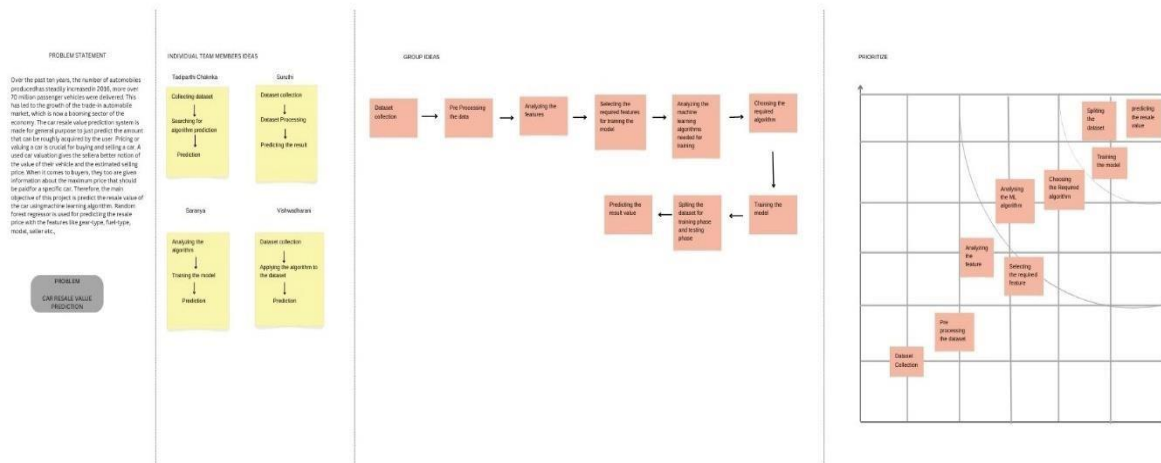 PROBLEM STATEMENT
Over the past ten years, the number of automobiles
producedhas steadily increased in 2016, more over
70 million passenger vehicles were delivered. This
has led to the growth of the trade-in automobile
market, which is now a booming sector of the
economy. The car resale value prediction system is
made for general purpose to just predict the amount
that can be roughly acquired by the user. Pricing or
valuing a car is crucial for buying and selling a car. A
used car valuation gives the sellera better notion of
the value of their vehicle and the estimated selling
price. When it comes to buyers, they too are given
information about the maximum price that should
be paidfor a specific car. Therefore, the main
objective of this project is predict the resale value of
the car usingmachine learning algorithm. Random
forest regressor is used for predicting the resale
price with the features like gear-type, fuel-type,
model, seller etc.,
PROBLEM
CAR RESALE VALUE
PREDICTION
INDIVIDUAL TEAM MEMBERS IDEAS
Collecting dataset
Searching for
algorithm prediction
Prediction
Suruthi
Dataset collection
Dataset Processing
Predicting the result
Saranya
Analyzing the
algorithm
Training the model
Prediction
Vishwadharani
Dataset collection
Applying the algorithm to
the dataset
Prediction
GROUP IDEAS
Dataset
collection
Pre Processing
the data
Analyzing the
features
Selecting the
required features
for training the
model
Analyzing the
machine
learning
algorithms
needed for
training
Choosing the
required
algorithm
Training the
model
Spliting the
dataset for
training phase
and testing
phase
Predicting the
result value
PRIORITIZE
Spliting
the
dataset
predicting
the resale
value
Training
the model
Choosing
the Required
algorithm
Analysing
the ML
algorithm
Analyzing
the
feature
Selecting
the required
feature
Pre
processing
the dataset
Dataset
Collection